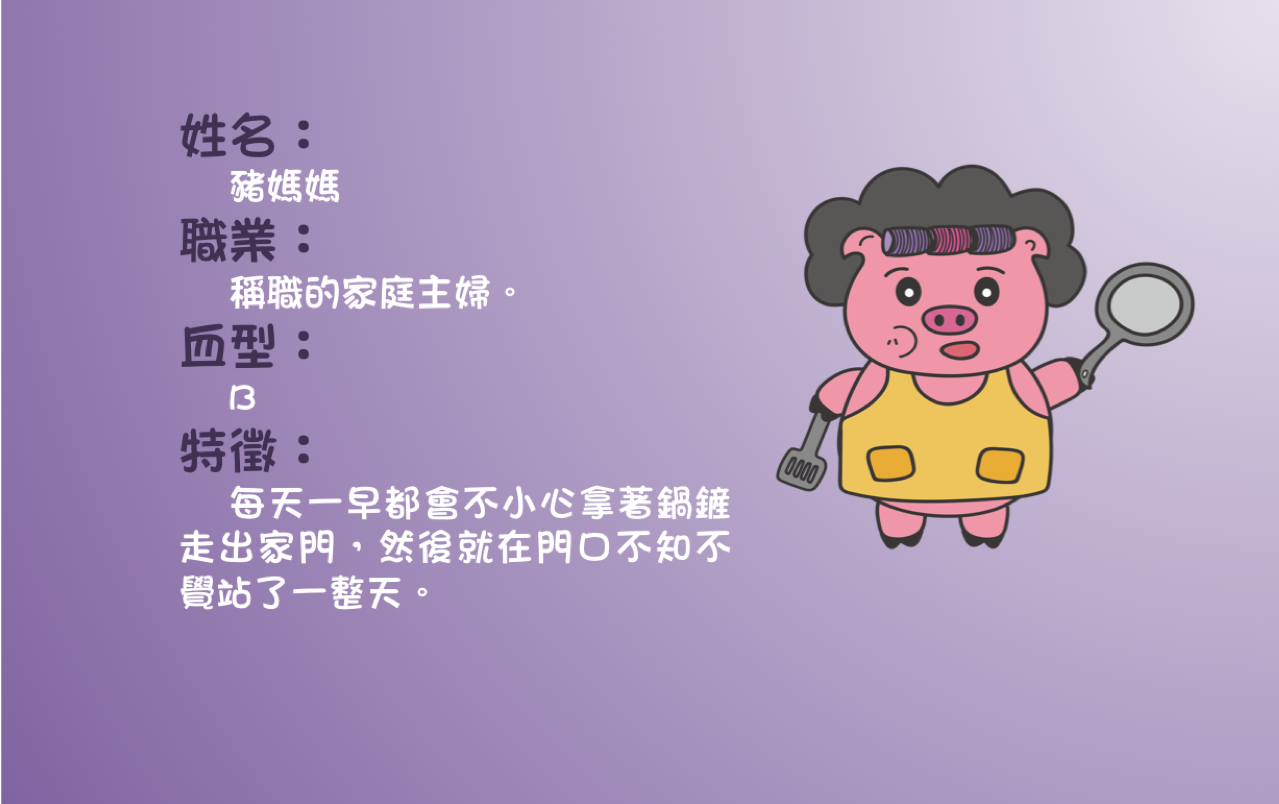 姓名：
豬媽媽
職業：
稱職的家庭主婦。
血型：
B
特徵：
每天一早都會不小心拿著鍋鏟
走出家門，然後就在門口不知不
覺站了一整天。